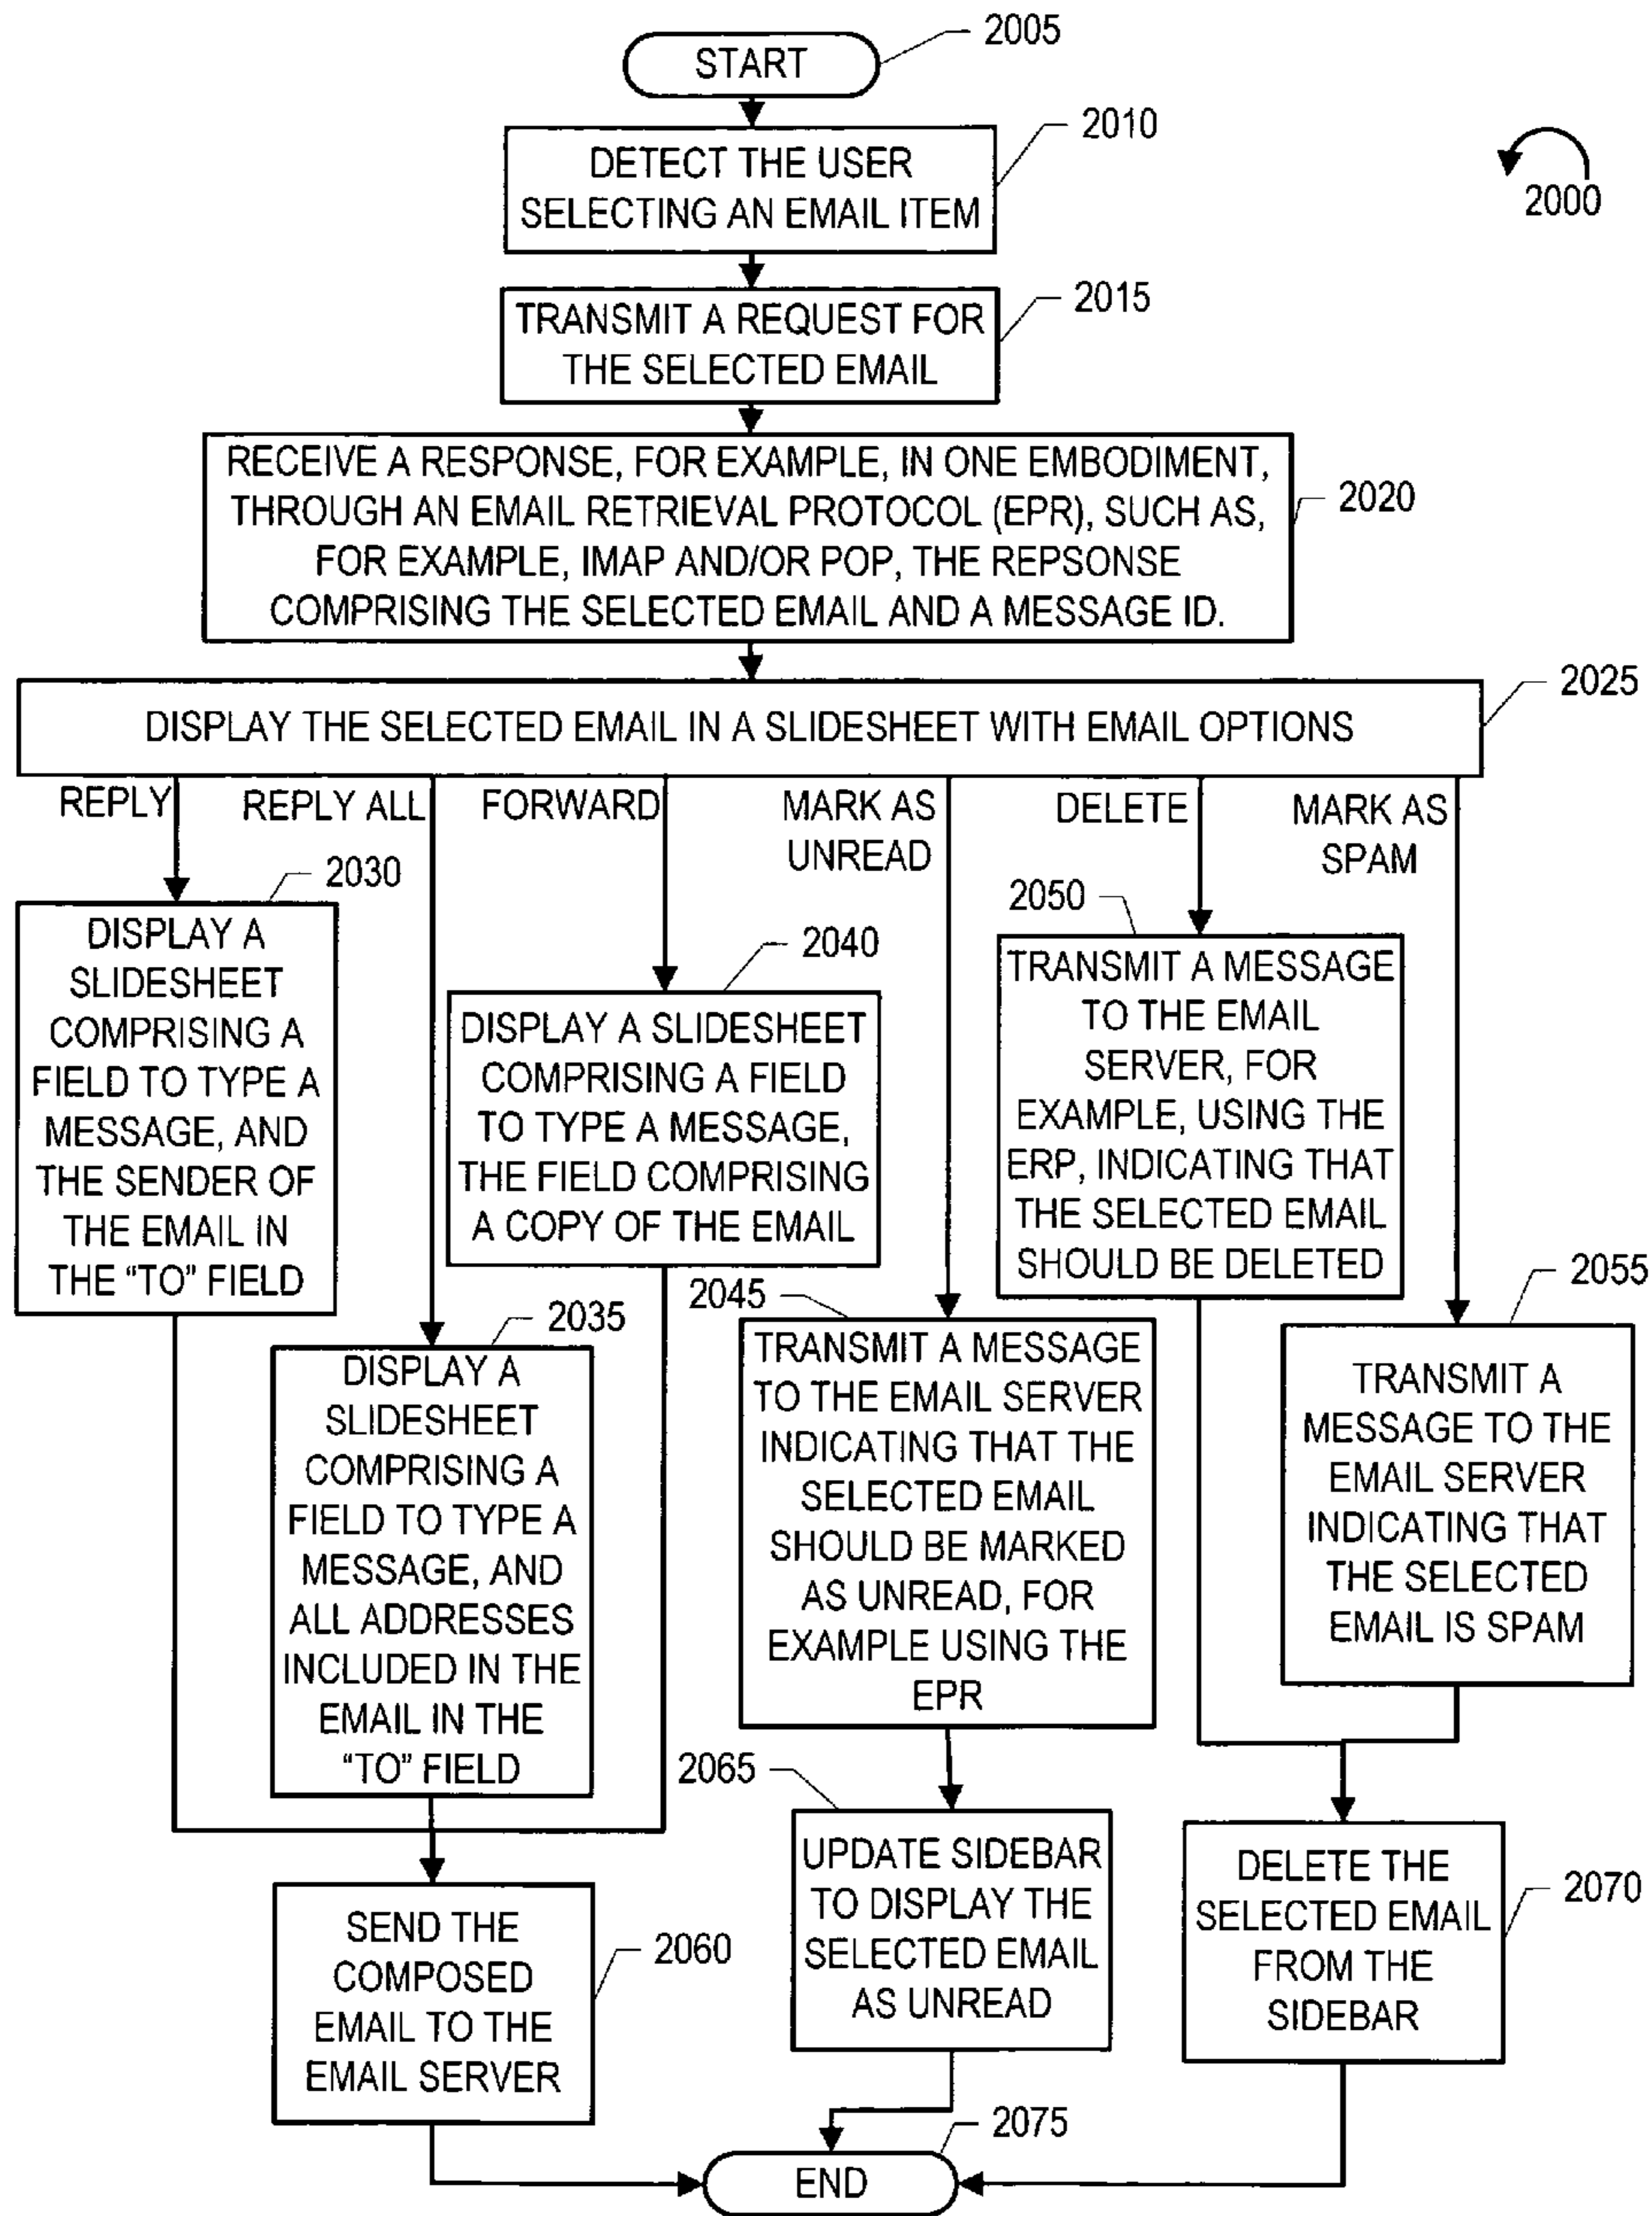 2005
START
2010
DETECT THE USER
SELECTING AN EMAIL ITEM
2000
2015
TRANSMIT A REQUEST FOR
THE SELECTED EMAIL
RECEIVE A RESPONSE, FOR EXAMPLE, IN ONE EMBODIMENT,
THROUGH AN EMAIL RETRIEVAL PROTOCOL (EPR), SUCH AS,
FOR EXAMPLE, IMAP AND/OR POP, THE REPSONSE
COMPRISING THE SELECTED EMAIL AND A MESSAGE ID.
2020
2025
DISPLAY THE SELECTED EMAIL IN A SLIDESHEET WITH EMAIL OPTIONS
REPLY
REPLY ALL
FORWARD
MARK AS
UNREAD
DELETE
MARK AS
SPAM
2030
DISPLAY A
SLIDESHEET
COMPRISING A
FIELD TO TYPE A
MESSAGE, AND
THE SENDER OF
THE EMAIL IN
THE “TO” FIELD
2040
DISPLAY A SLIDESHEET
COMPRISING A FIELD
TO TYPE A MESSAGE,
THE FIELD COMPRISING
A COPY OF THE EMAIL
2050
TRANSMIT A MESSAGE
TO THE EMAIL
SERVER, FOR
EXAMPLE, USING THE
ERP, INDICATING THAT
THE SELECTED EMAIL
SHOULD BE DELETED
2035
DISPLAY A
SLIDESHEET
COMPRISING A
FIELD TO TYPE A
MESSAGE, AND
ALL ADDRESSES
INCLUDED IN THE
EMAIL IN THE
“TO” FIELD
2045
TRANSMIT A MESSAGE
TO THE EMAIL SERVER
INDICATING THAT THE
SELECTED EMAIL
SHOULD BE MARKED
AS UNREAD, FOR
EXAMPLE USING THE
EPR
2055
TRANSMIT A
MESSAGE TO THE
EMAIL SERVER
INDICATING THAT
THE SELECTED
EMAIL IS SPAM
SEND THE
COMPOSED
EMAIL TO THE
EMAIL SERVER
2060
2065
UPDATE SIDEBAR
TO DISPLAY THE
SELECTED EMAIL
AS UNREAD
DELETE THE
SELECTED EMAIL
FROM THE
SIDEBAR
2070
2075
END